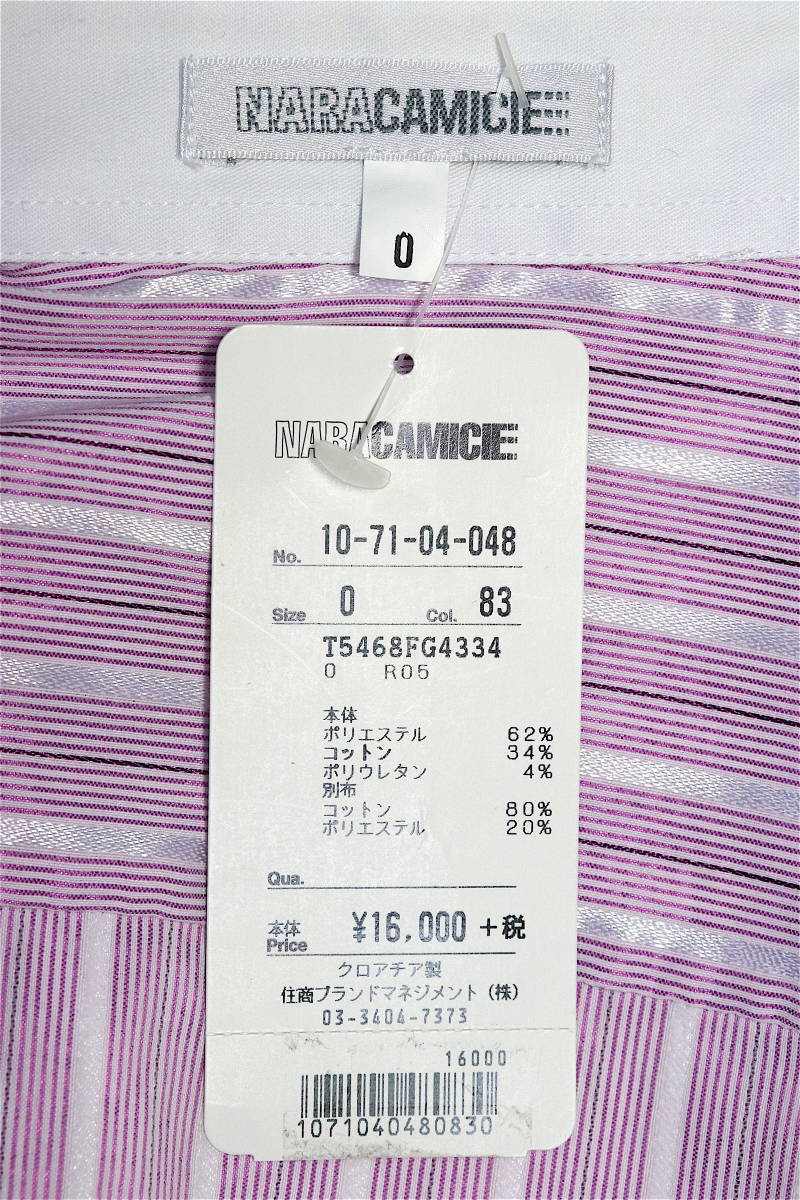 NARACAMICIE
0
NARACAMICIE
No. 10-71-04-048
Size 0 Col. 83
T5468FG4334
0 R05
本体
ポリエステル 62%
コットン 34%
ポリウレタン 4%
別布
コットン 80%
ポリエステル 20%
Qua.
本体
Price ¥16,000 +税
クロアチア製
住商ブランドマネジメント(株)
03-3404-7373
16000
1071040480830